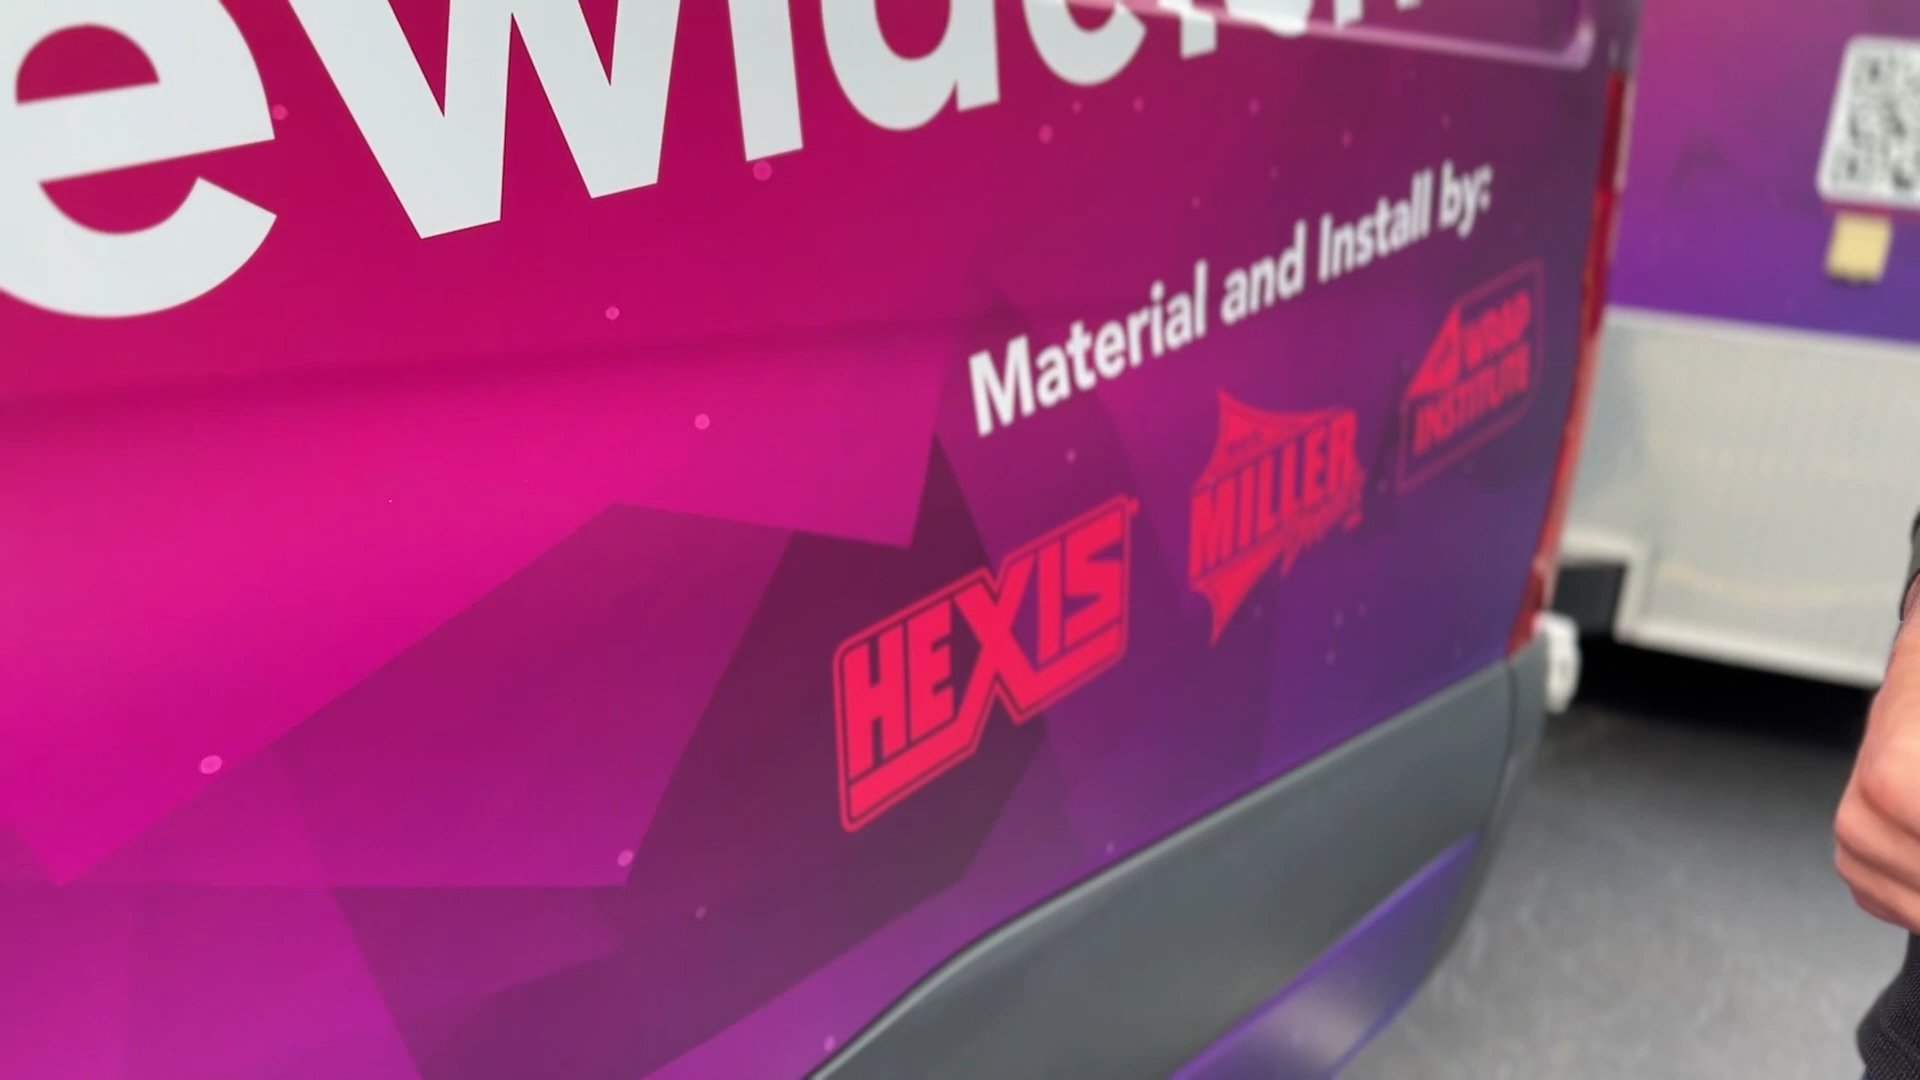 Material and Install by:
HEXIS
MILLER
WRAP
INSTITUTE